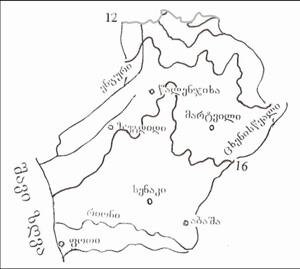 12
ენგური
წალენჯიხა
მარტვილი
ცხენისწყალი
ზუგდიდი
16
სენაკი
შავი ზღვა
რიონი
აბაშა
ფოთი